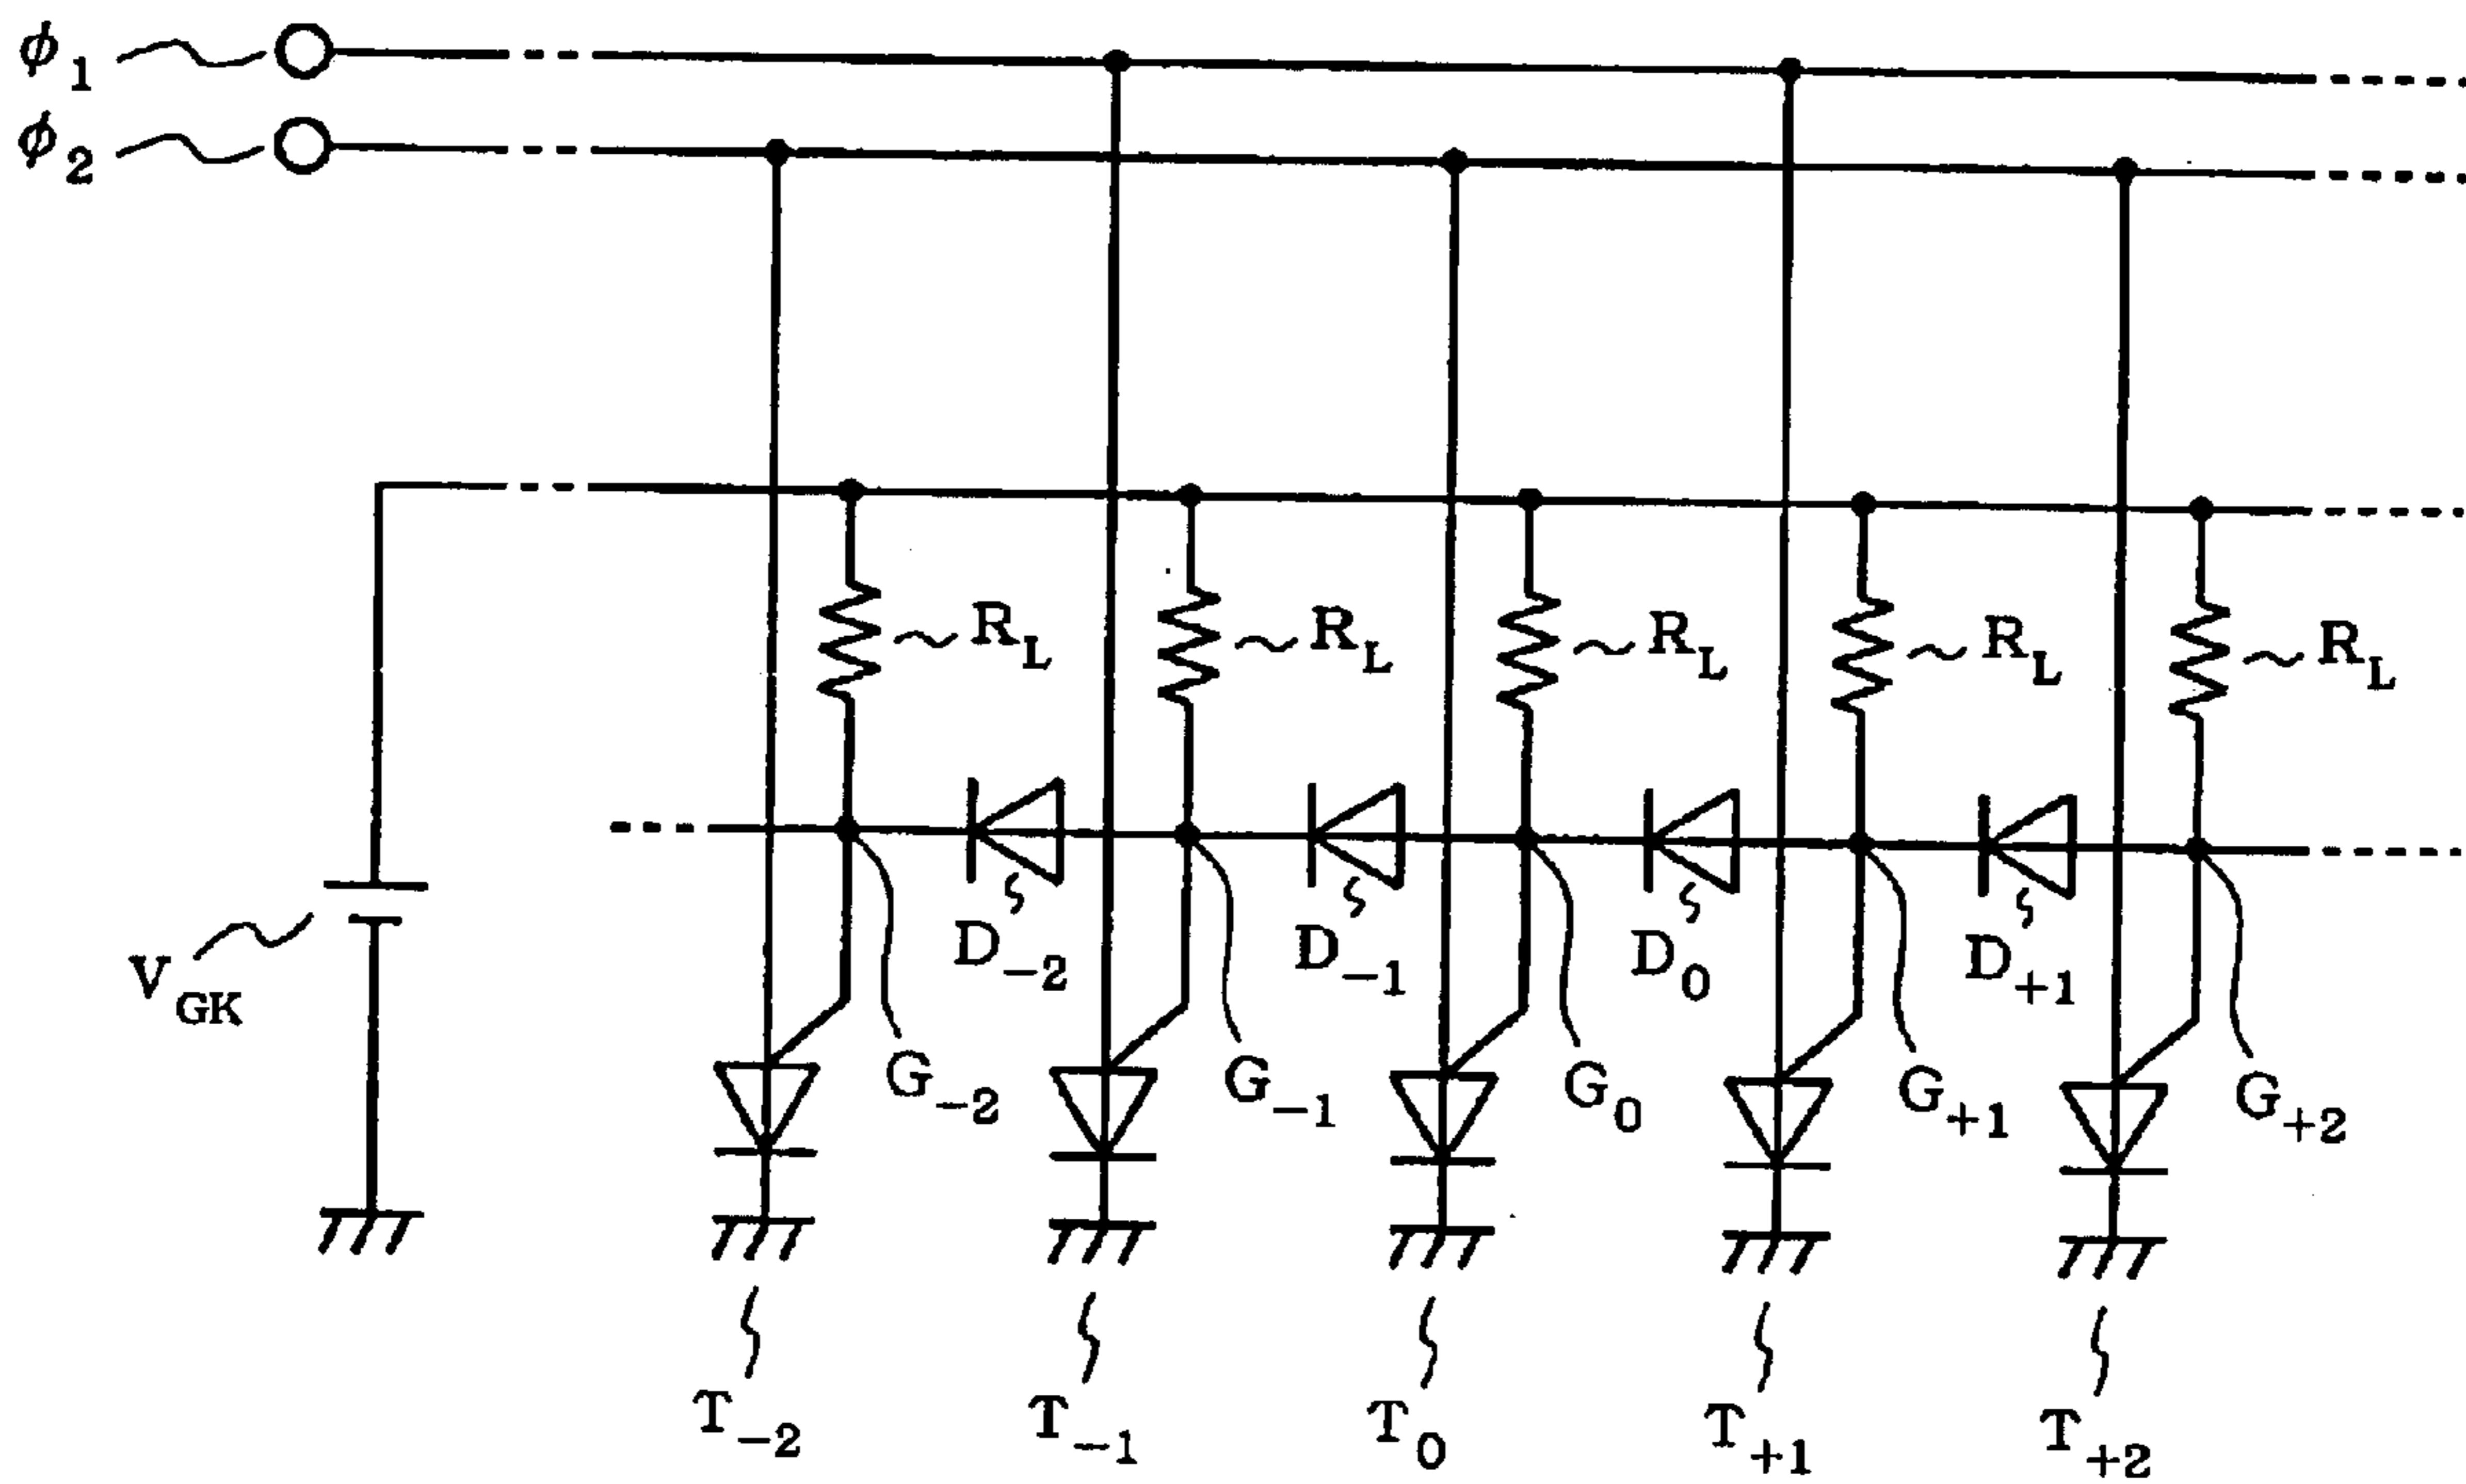 ϕ1
ϕ2
RL RL RL RL RL
D−2 D−1 D0 D+1
VGK
G−2 G−1 G0 G+1 G+2
T−2 T−1 T0 T+1 T+2